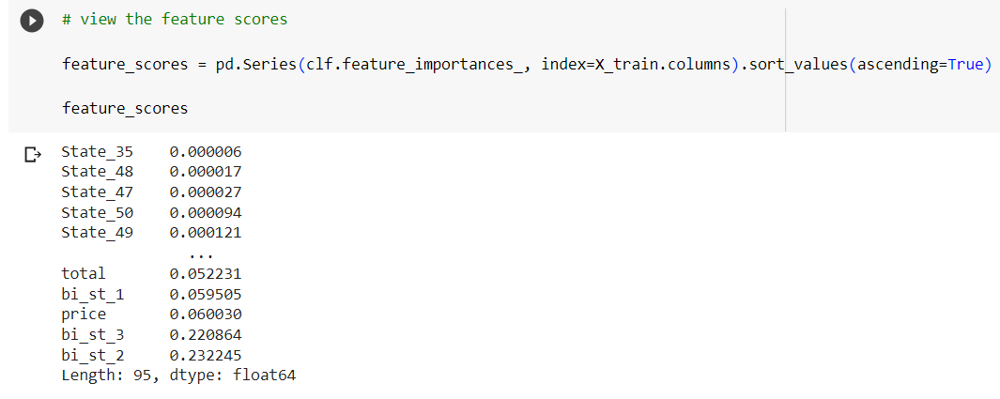 # view the feature scores
feature_scores = pd.Series(clf.feature_importances_, index=X_train.columns).sort_values(ascending=True)
feature_scores
State_35    0.000006
State_48    0.000017
State_47    0.000027
State_50    0.000094
State_49    0.000121
...
total       0.052231
bi_st_1     0.059505
price       0.060030
bi_st_3     0.220864
bi_st_2     0.232245
Length: 95, dtype: float64